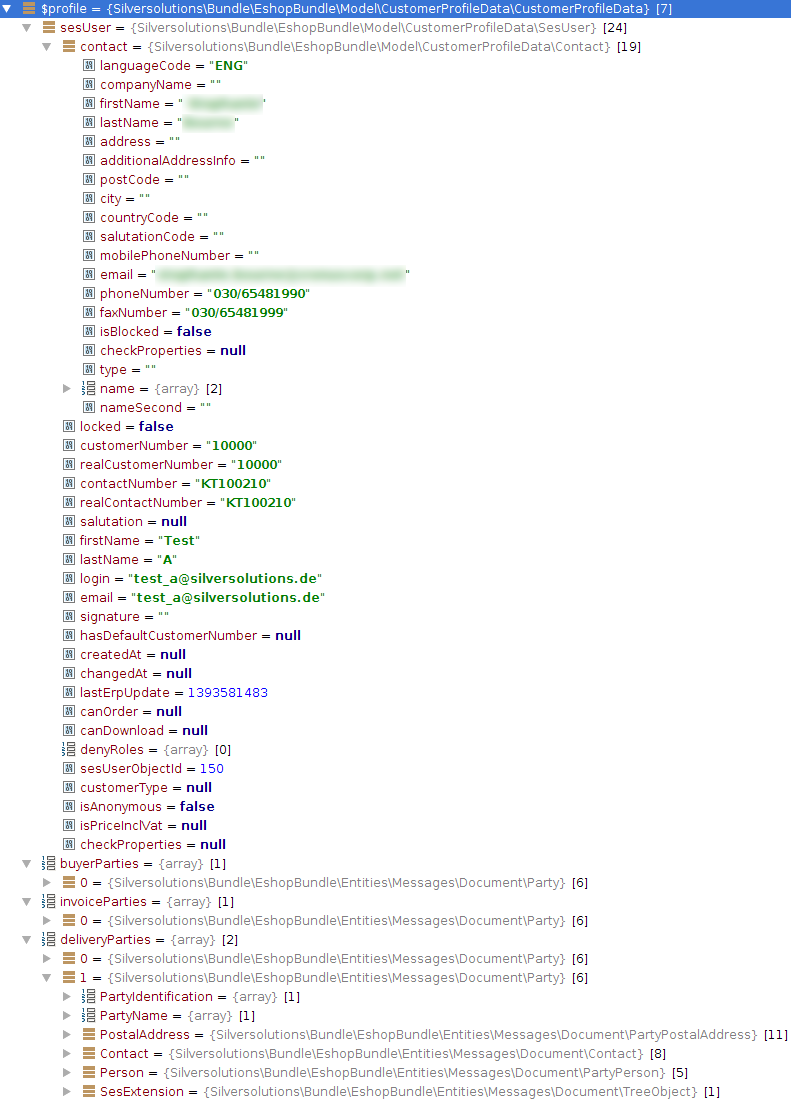 $profile = {Silversolutions\Bundle\EshopBundle\Model\CustomerProfileData\CustomerProfileData} [7]
sesUser = {Silversolutions\Bundle\EshopBundle\Model\CustomerProfileData\SesUser} [24]
contact = {Silversolutions\Bundle\EshopBundle\Model\CustomerProfileData\Contact} [19]
languageCode = "ENG"
companyName = ""
firstName = " "
lastName = " "
address = ""
additionalAddressInfo = ""
postCode = ""
city = ""
countryCode = ""
salutationCode = ""
mobilePhoneNumber = ""
email = " "
phoneNumber = "030/65481990"
faxNumber = "030/65481999"
isBlocked = false
checkProperties = null
type = ""
name = {array} [2]
nameSecond = ""
locked = false
customerNumber = "10000"
realCustomerNumber = "10000"
contactNumber = "KT100210"
realContactNumber = "KT100210"
salutation = null
firstName = "Test"
lastName = "A"
login = "test_a@silversolutions.de"
email = "test_a@silversolutions.de"
signature = ""
hasDefaultCustomerNumber = null
createdAt = null
changedAt = null
lastErpUpdate = 1393581483
canOrder = null
canDownload = null
denyRoles = {array} [0]
sesUserObjectId = 150
customerType = null
isAnonymous = false
isPriceInclVat = null
checkProperties = null
buyerParties = {array} [1]
0 = {Silversolutions\Bundle\EshopBundle\Entities\Messages\Document\Party} [6]
invoiceParties = {array} [1]
0 = {Silversolutions\Bundle\EshopBundle\Entities\Messages\Document\Party} [6]
deliveryParties = {array} [2]
0 = {Silversolutions\Bundle\EshopBundle\Entities\Messages\Document\Party} [6]
1 = {Silversolutions\Bundle\EshopBundle\Entities\Messages\Document\Party} [6]
PartyIdentification = {array} [1]
PartyName = {array} [1]
PostalAddress = {Silversolutions\Bundle\EshopBundle\Entities\Messages\Document\PartyPostalAddress} [11]
Contact = {Silversolutions\Bundle\EshopBundle\Entities\Messages\Document\Contact} [8]
Person = {Silversolutions\Bundle\EshopBundle\Entities\Messages\Document\PartyPerson} [5]
SesExtension = {Silversolutions\Bundle\EshopBundle\Entities\Messages\Document\TreeObject} [1]